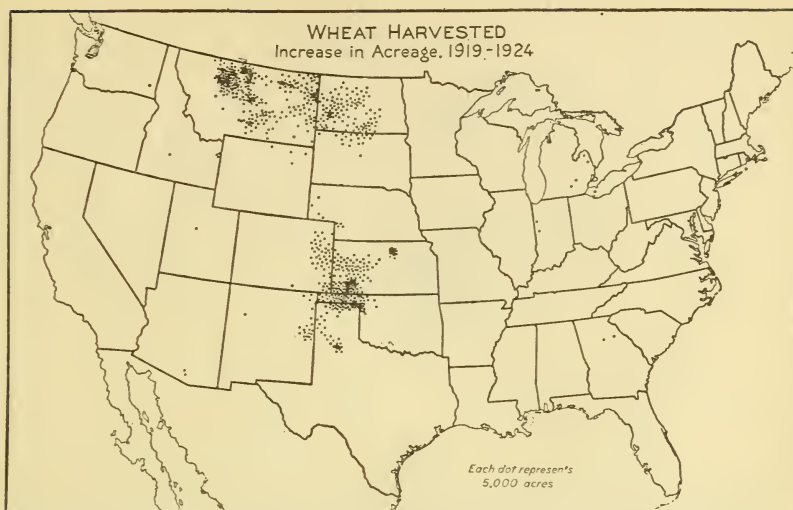 WHEAT HARVESTED
Increase in Acreage, 1919-1924
Each dot represents
5,000 acres